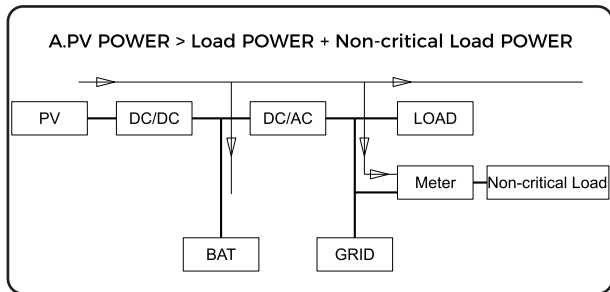 A.PV POWER > Load POWER + Non-critical Load POWER
PV
DC/DC
DC/AC
LOAD
Meter
Non-critical Load
BAT
GRID